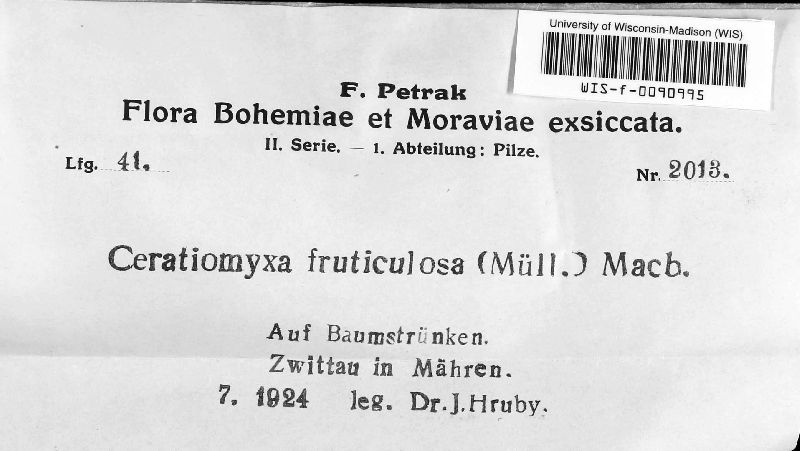 University of Wisconsin-Madison (WIS)
WIS-f-0090995
F. Petrak
Flora Bohemiae et Moraviae exsiccata.
II. Serie. – 1. Abteilung: Pilze.
Lfg. 41.
Nr. 2013.
Ceratiomyxa fruticulosa (Müll.) Macb.
Auf Baumstrünken.
Zwittau in Mähren.
7. 1924 leg. Dr.J.Hruby.